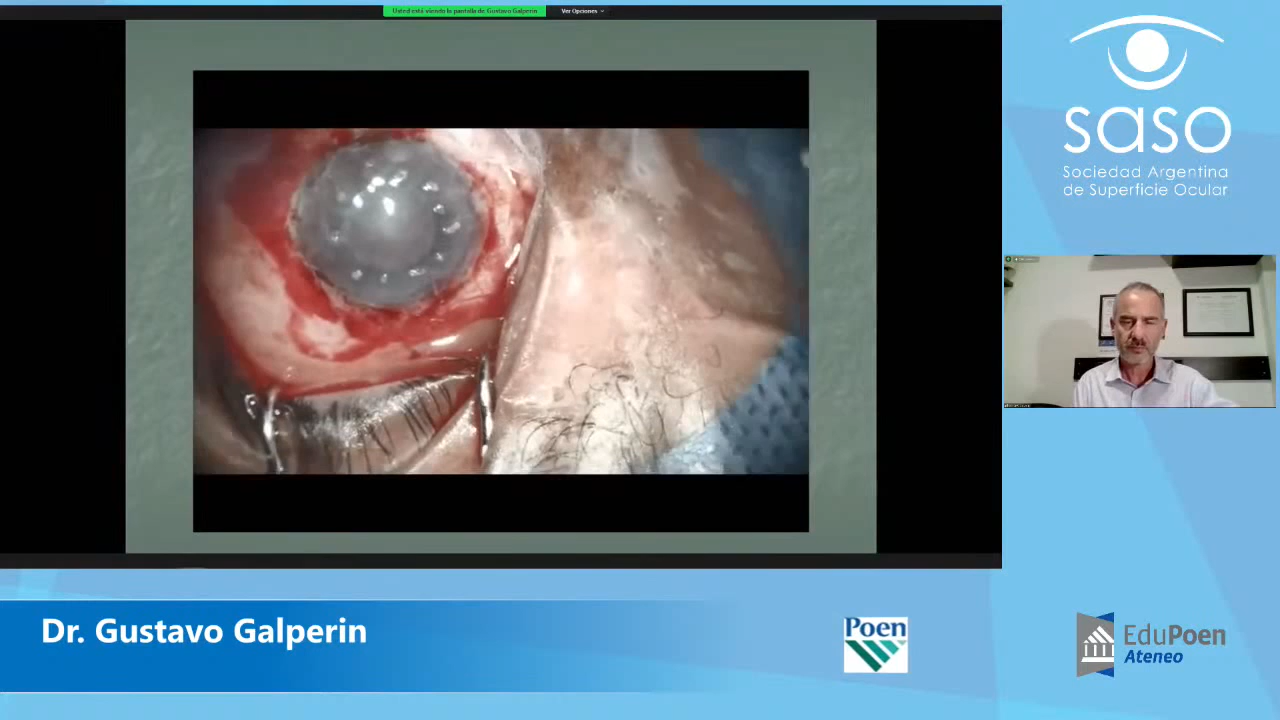 Usted está viendo la pantalla de Gustavo Galperin
Ver Opciones
saso
Sociedad Argentina
de Superficie Ocular
Dr. Gustavo Galperin
Poen
EduPoen
Ateneo